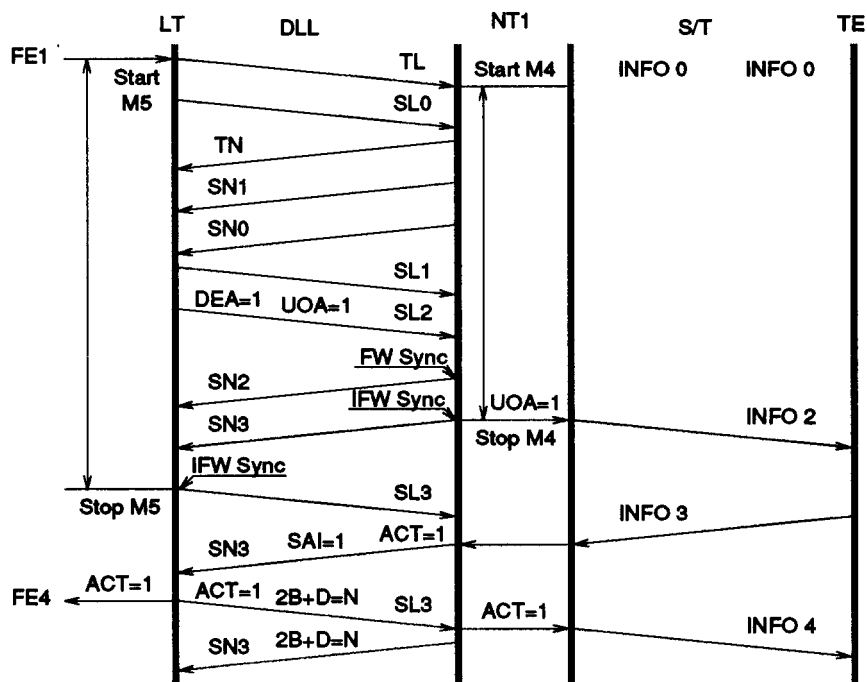 LT DLL NT1 S/T TE
FE1 TL Start M4 INFO 0 INFO 0
Start
M5
SL0
TN
SN1
SN0
SL1
DEA=1 UOA=1 SL2
FW Sync
SN2
IFW Sync UOA=1
SN3 Stop M4 INFO 2
IFW Sync
Stop M5 SL3 INFO 3
SN3 SAI=1 ACT=1
FE4 ACT=1 ACT=1 2B+D=N SL3 ACT=1 INFO 4
SN3 2B+D=N